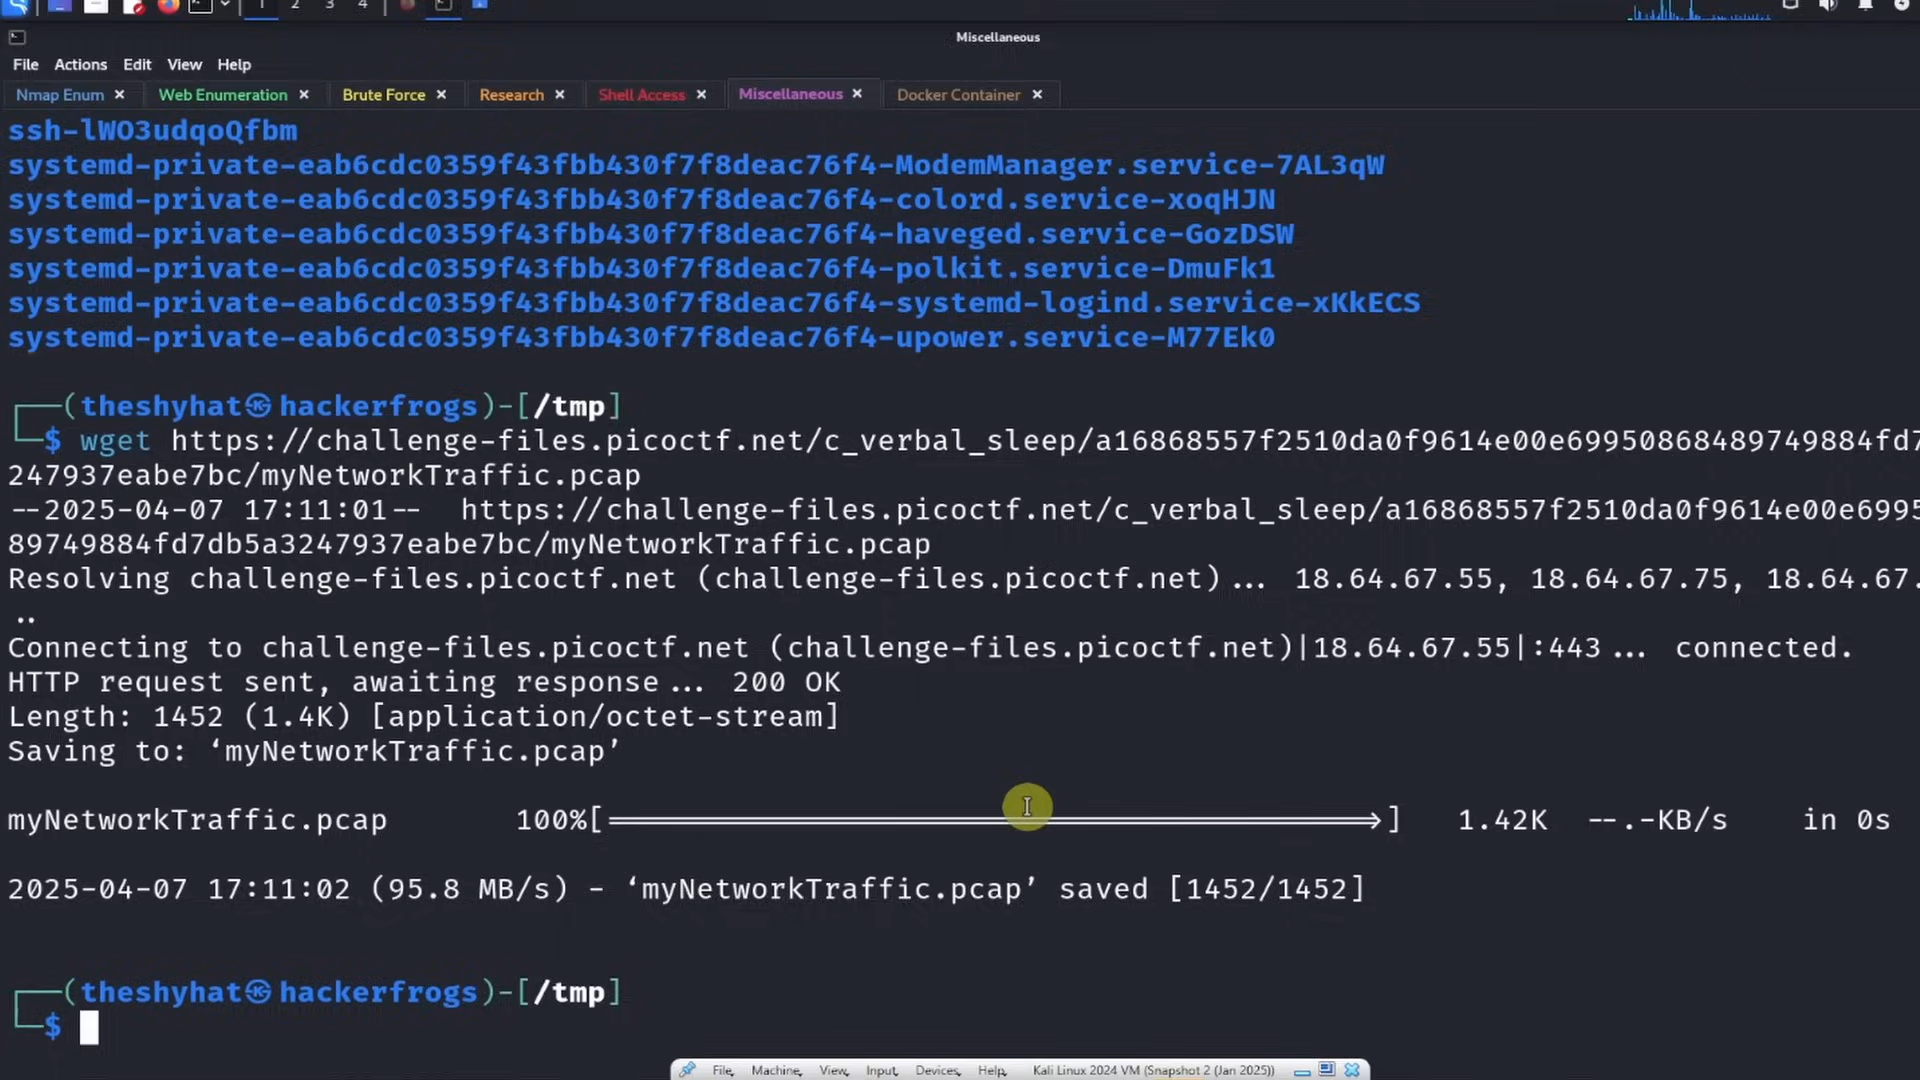 1 2 3 4
Miscellaneous
File Actions Edit View Help
Nmap Enum Web Enumeration Brute Force Research Shell Access Miscellaneous Docker Container
ssh-lWO3udqoQfbm
systemd-private-eab6cdc0359f43fbb430f7f8deac76f4-ModemManager.service-7AL3qW
systemd-private-eab6cdc0359f43fbb430f7f8deac76f4-colord.service-xoqHJN
systemd-private-eab6cdc0359f43fbb430f7f8deac76f4-haveged.service-GozDSW
systemd-private-eab6cdc0359f43fbb430f7f8deac76f4-polkit.service-DmuFk1
systemd-private-eab6cdc0359f43fbb430f7f8deac76f4-systemd-logind.service-xKkECS
systemd-private-eab6cdc0359f43fbb430f7f8deac76f4-upower.service-M77Ek0
┌──(theshyhat㉿hackerfrogs)-[/tmp]
└─$ wget https://challenge-files.picoctf.net/c_verbal_sleep/a16868557f2510da0f9614e00e69950868489749884fd7
247937eabe7bc/myNetworkTraffic.pcap
--2025-04-07 17:11:01-- https://challenge-files.picoctf.net/c_verbal_sleep/a16868557f2510da0f9614e00e6995
89749884fd7db5a3247937eabe7bc/myNetworkTraffic.pcap
Resolving challenge-files.picoctf.net (challenge-files.picoctf.net)... 18.64.67.55, 18.64.67.75, 18.64.67.
..
Connecting to challenge-files.picoctf.net (challenge-files.picoctf.net)|18.64.67.55|:443... connected.
HTTP request sent, awaiting response... 200 OK
Length: 1452 (1.4K) [application/octet-stream]
Saving to: ‘myNetworkTraffic.pcap’
myNetworkTraffic.pcap 100%[===================>] 1.42K --.-KB/s in 0s
2025-04-07 17:11:02 (95.8 MB/s) - ‘myNetworkTraffic.pcap’ saved [1452/1452]
┌──(theshyhat㉿hackerfrogs)-[/tmp]
└─$
File Machine View Input Devices Help Kali Linux 2024 VM (Snapshot 2 (Jan 2025))